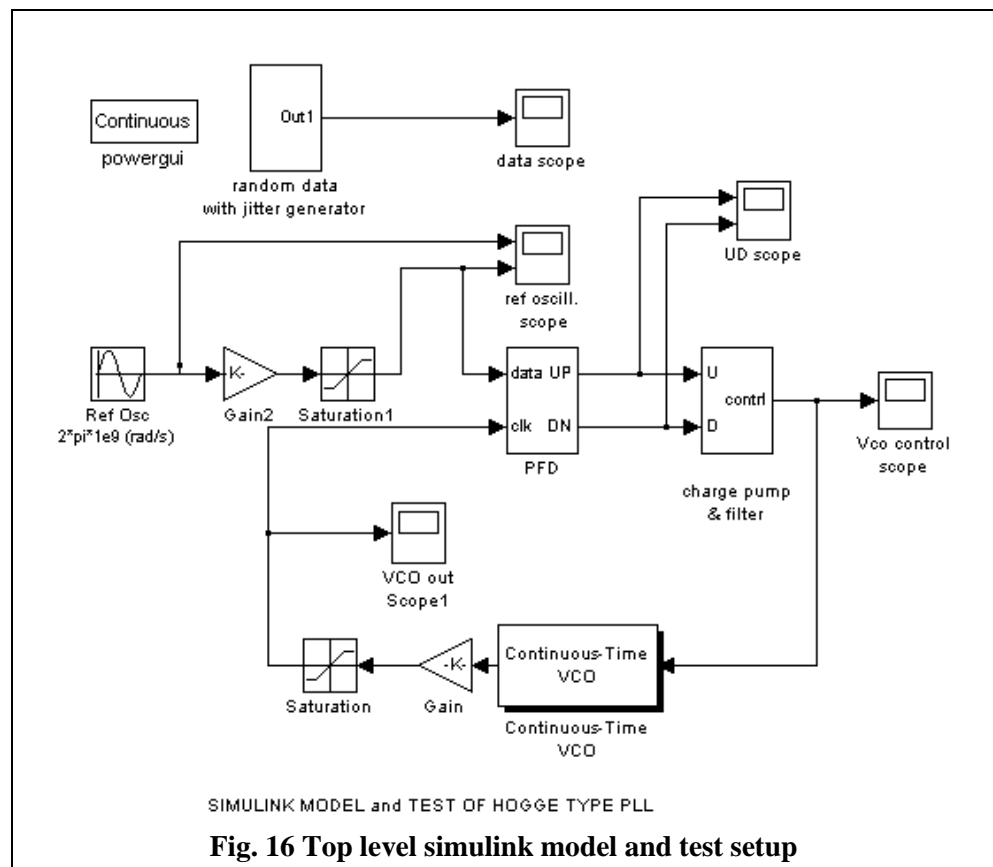 Continuous
powergui
Out1
random data
with jitter generator
data scope
UD scope
ref oscill.
scope
Ref Osc
2*pi*1e9 (rad/s)
K-
Gain2
Saturation1
data UP
clk DN
PFD
U
contrl
D
charge pump
& filter
Vco control
scope
VCO out
Scope1
Saturation
-K-
Gain
Continuous-Time
VCO
Continuous-Time
VCO
SIMULINK MODEL and TEST OF HOGGE TYPE PLL
Fig. 16 Top level simulink model and test setup